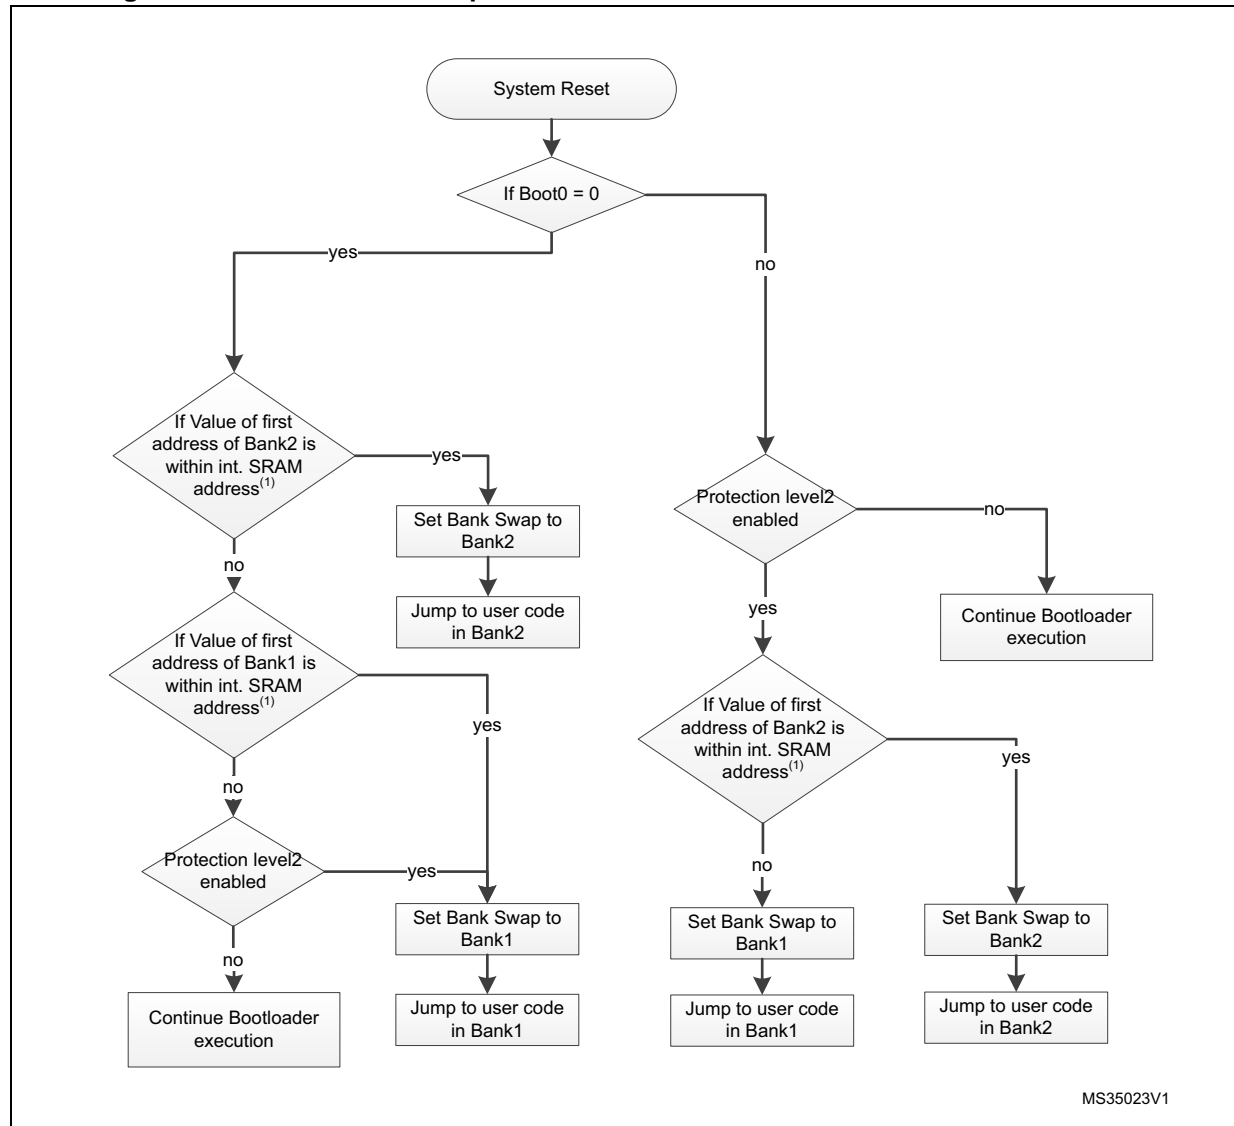 System Reset
If Boot0 = 0
yes
no
If Value of first
address of Bank2 is
within int. SRAM
address(1)
yes
Set Bank Swap to
Bank2
Jump to user code
in Bank2
no
If Value of first
address of Bank1 is
within int. SRAM
address(1)
yes
no
Protection level2
enabled
yes
Set Bank Swap to
Bank1
Jump to user code
in Bank1
no
Continue Bootloader
execution
Protection level2
enabled
no
Continue Bootloader
execution
yes
If Value of first
address of Bank2 is
within int. SRAM
address(1)
yes
no
Set Bank Swap to
Bank1
Jump to user code
in Bank1
Set Bank Swap to
Bank2
Jump to user code
in Bank2
MS35023V1